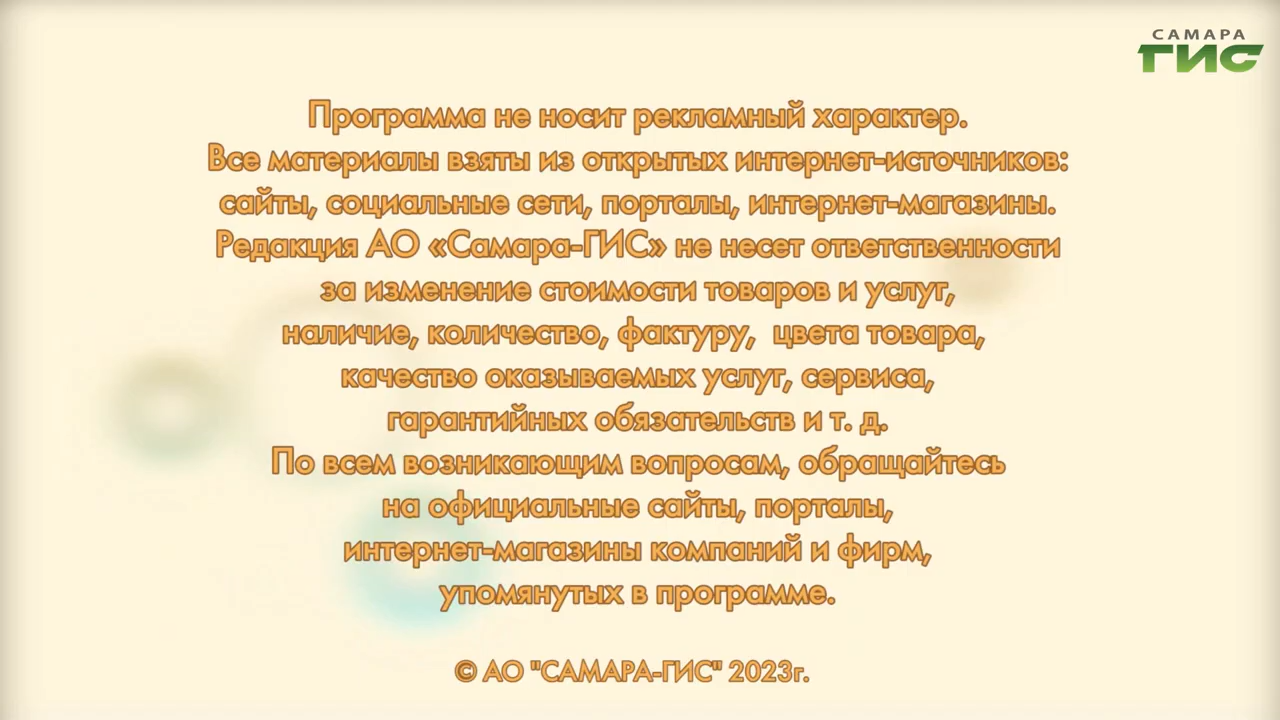 САМАРА
ГИС
Программа не носит рекламный характер.
Все материалы взяты из открытых интернет-источников:
сайты, социальные сети, порталы, интернет-магазины.
Редакция АО «Самара-ГИС» не несет ответственности
за изменение стоимости товаров и услуг,
наличие, количество, фактуру, цвета товара,
качество оказываемых услуг, сервиса,
гарантийных обязательств и т. д.
По всем возникающим вопросам, обращайтесь
на официальные сайты, порталы,
интернет-магазины компаний и фирм,
упомянутых в программе.
© АО "САМАРА-ГИС" 2023г.